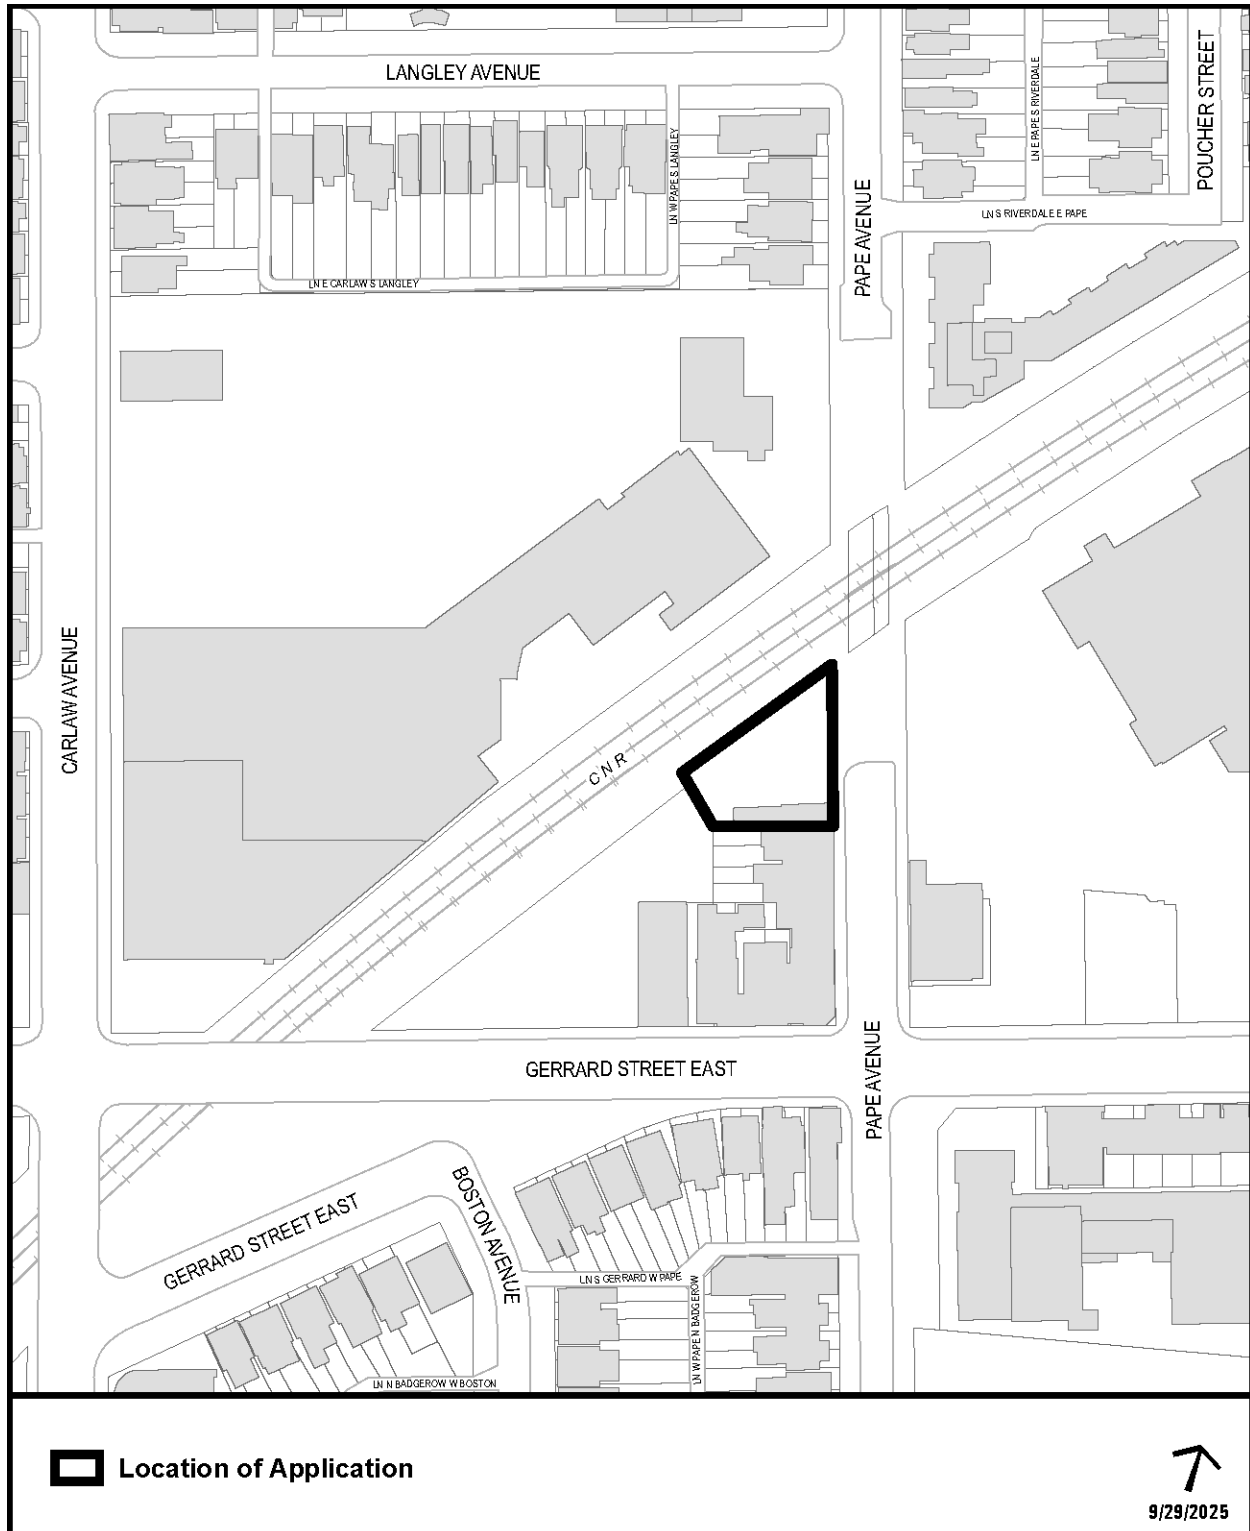 LANGLEY AVENUE
POUCHER STREET
LN E PAPE S RIVERDALE
LN W PAPE S LANGLEY
PAPE AVENUE
LN S RIVERDALE E PAPE
LN E CARLAW S LANGLEY
CARLAW AVENUE
CNR
GERRARD STREET EAST
PAPE AVENUE
BOSTON AVENUE
GERRARD STREET EAST
LN S GERRARD W PAPE
LN W PAPE N BADGEROW
LN N BADGEROW W BOSTON
Location of Application
9/29/2025